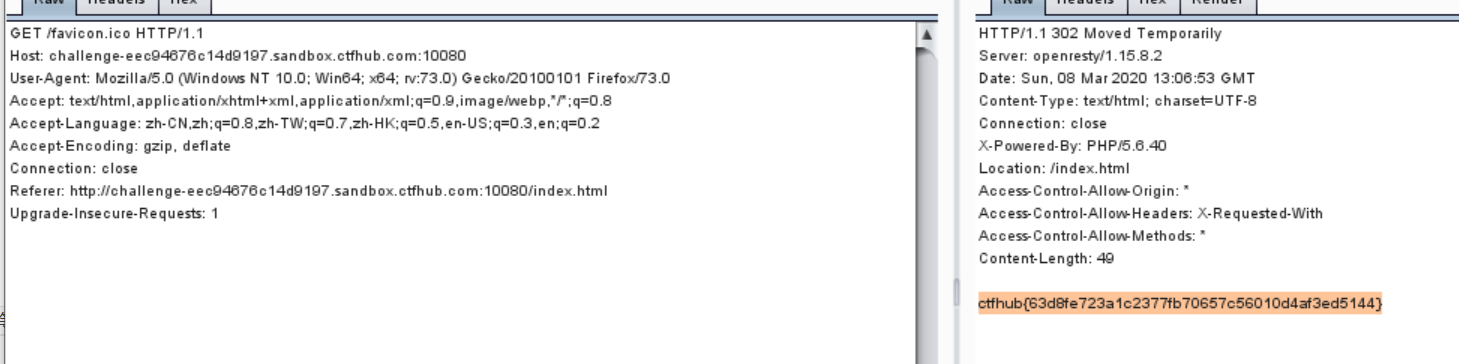 Raw Headers Hex
GET /favicon.ico HTTP/1.1
Host: challenge-eec94676c14d9197.sandbox.ctfhub.com:10080
User-Agent: Mozilla/5.0 (Windows NT 10.0; Win64; x64; rv:73.0) Gecko/20100101 Firefox/73.0
Accept: text/html,application/xhtml+xml,application/xml;q=0.9,image/webp,*/*;q=0.8
Accept-Language: zh-CN,zh;q=0.8,zh-TW;q=0.7,zh-HK;q=0.5,en-US;q=0.3,en;q=0.2
Accept-Encoding: gzip, deflate
Connection: close
Referer: http://challenge-eec94676c14d9197.sandbox.ctfhub.com:10080/index.html
Upgrade-Insecure-Requests: 1
Raw Headers Hex Render
HTTP/1.1 302 Moved Temporarily
Server: openresty/1.15.8.2
Date: Sun, 08 Mar 2020 13:06:53 GMT
Content-Type: text/html; charset=UTF-8
Connection: close
X-Powered-By: PHP/5.6.40
Location: /index.html
Access-Control-Allow-Origin: *
Access-Control-Allow-Headers: X-Requested-With
Access-Control-Allow-Methods: *
Content-Length: 49
ctfhub{63d8fe723a1c2377fb70657c56010d4af3ed5144}